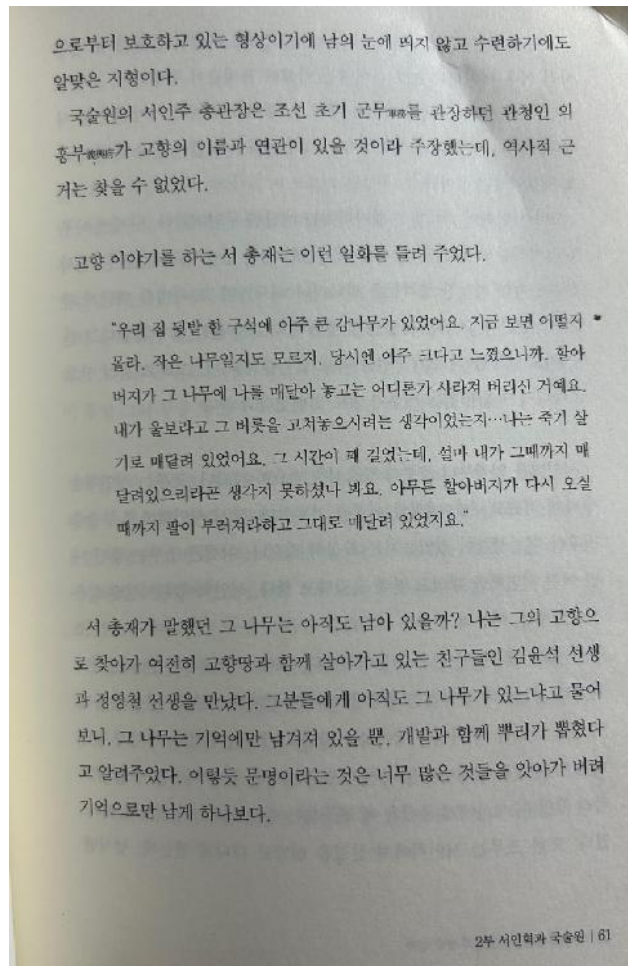 으로부터 보호하고 있는 형상이기에 남의 눈에 띄지 않고 수련하기에도
알맞은 지형이다.
국술원의 서인주 총관장은 조선 초기 군무軍務를 관장하던 관청인 의
흥부義興府가 고향의 이름과 연관이 있을 것이라 주장했는데, 역사적 근
거는 찾을 수 없었다.
고향 이야기를 하는 서 총재는 이런 일화를 들려 주었다.
"우리 집 뒷밭 한 구석에 아주 큰 감나무가 있었어요. 지금 보면 어떨지
몰라. 작은 나무일지도 모르지. 당시엔 아주 크다고 느꼈으니까. 할아
버지가 그 나무에 나를 매달아 놓고는 어디론가 사라져 버리신 거예요.
내가 울보라고 그 버릇을 고쳐놓으시려는 생각이었는지…나는 죽기 살
기로 매달려 있었어요. 그 시간이 꽤 길었는데, 설마 내가 그때까지 매
달려있으리라곤 생각지 못하셨나 봐요. 아무튼 할아버지가 다시 오실
때까지 팔이 부러져라하고 그대로 매달려 있었지요."
서 총재가 말했던 그 나무는 아직도 남아 있을까? 나는 그의 고향으
로 찾아가 여전히 고향땅과 함께 살아가고 있는 친구들인 김윤석 선생
과 정영철 선생을 만났다. 그분들에게 아직도 그 나무가 있느냐고 물어
보니, 그 나무는 기억에만 남겨져 있을 뿐, 개발과 함께 뿌리가 뽑혔다
고 알려주었다. 이렇듯 문명이라는 것은 너무 많은 것들을 앗아가 버려
기억으로만 남게 하나보다.
2부 서인혁과 국술원 | 61